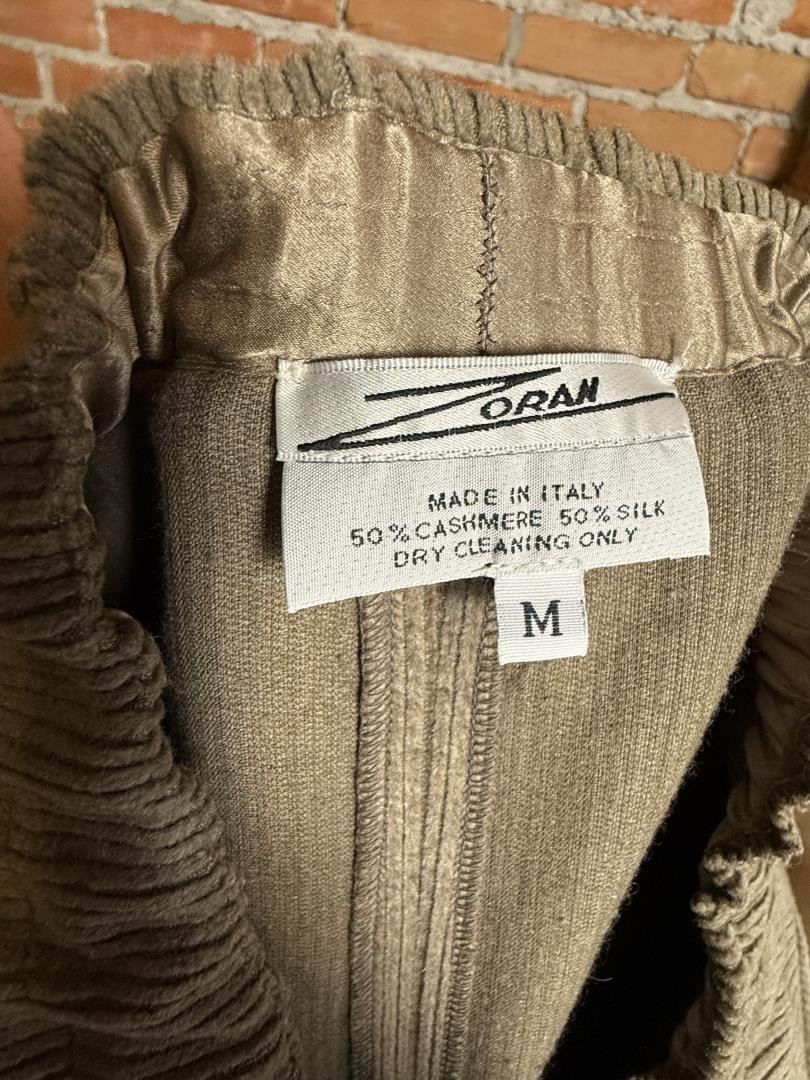 ZORAN
MADE IN ITALY
50% CASHMERE 50% SILK
DRY CLEANING ONLY
M